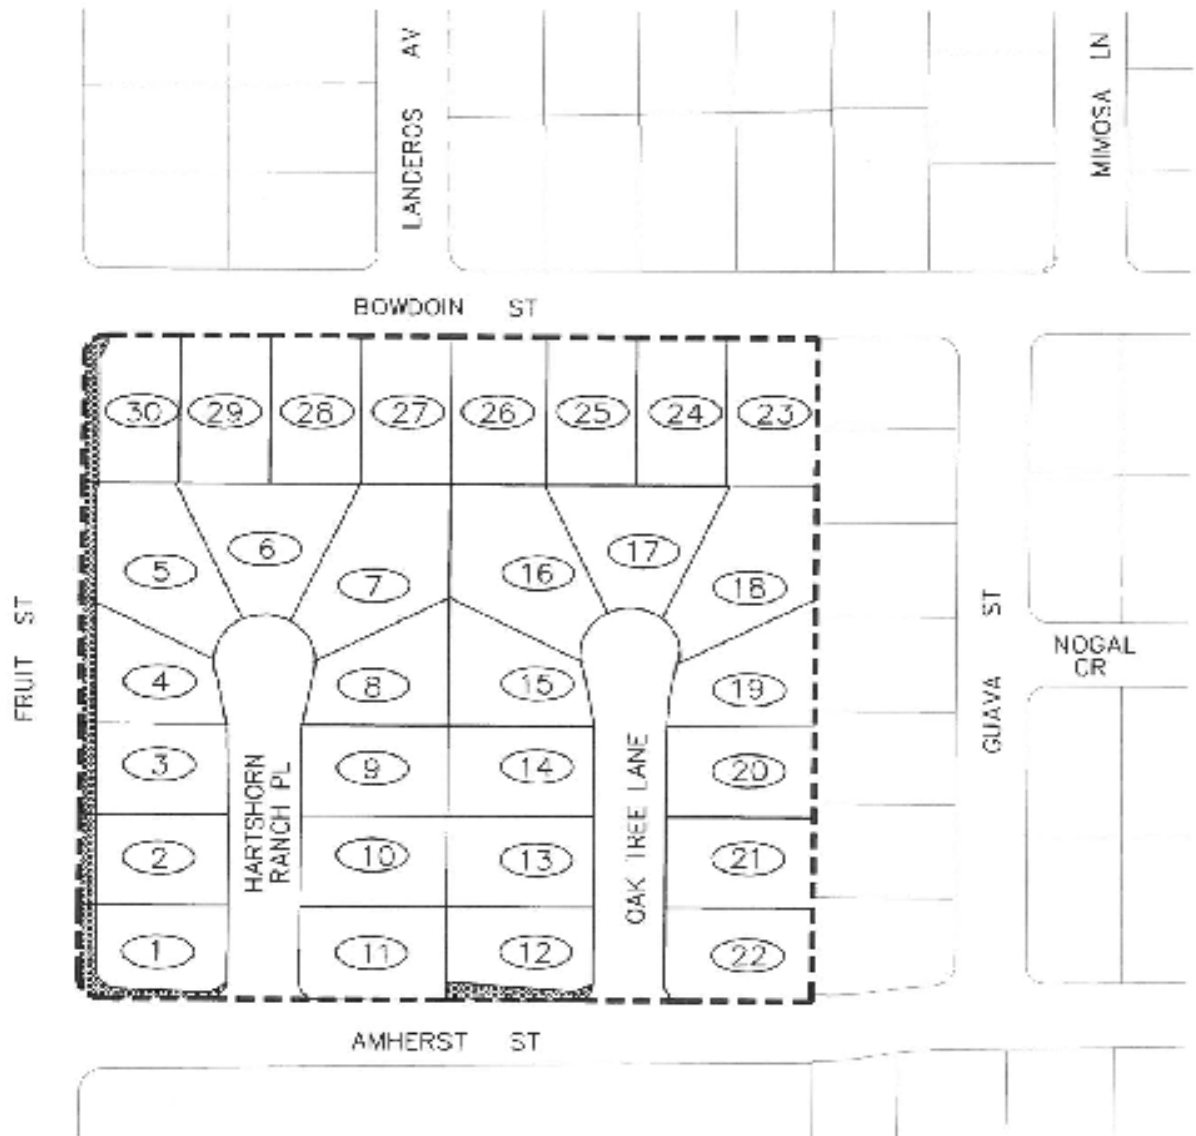 LANDEROS AV
MIMOSA LN
BOWDOIN ST
30 29 28 27 26 25 24 23
5 6 7 16 17 18
FRUIT ST
GUAVA ST
NOGAL
CR
4 8 15 19
3 9 14 20
HARTSHORN
RANCH PL
OAK TREE LANE
2 10 13 21
1 11 12 22
AMHERST ST